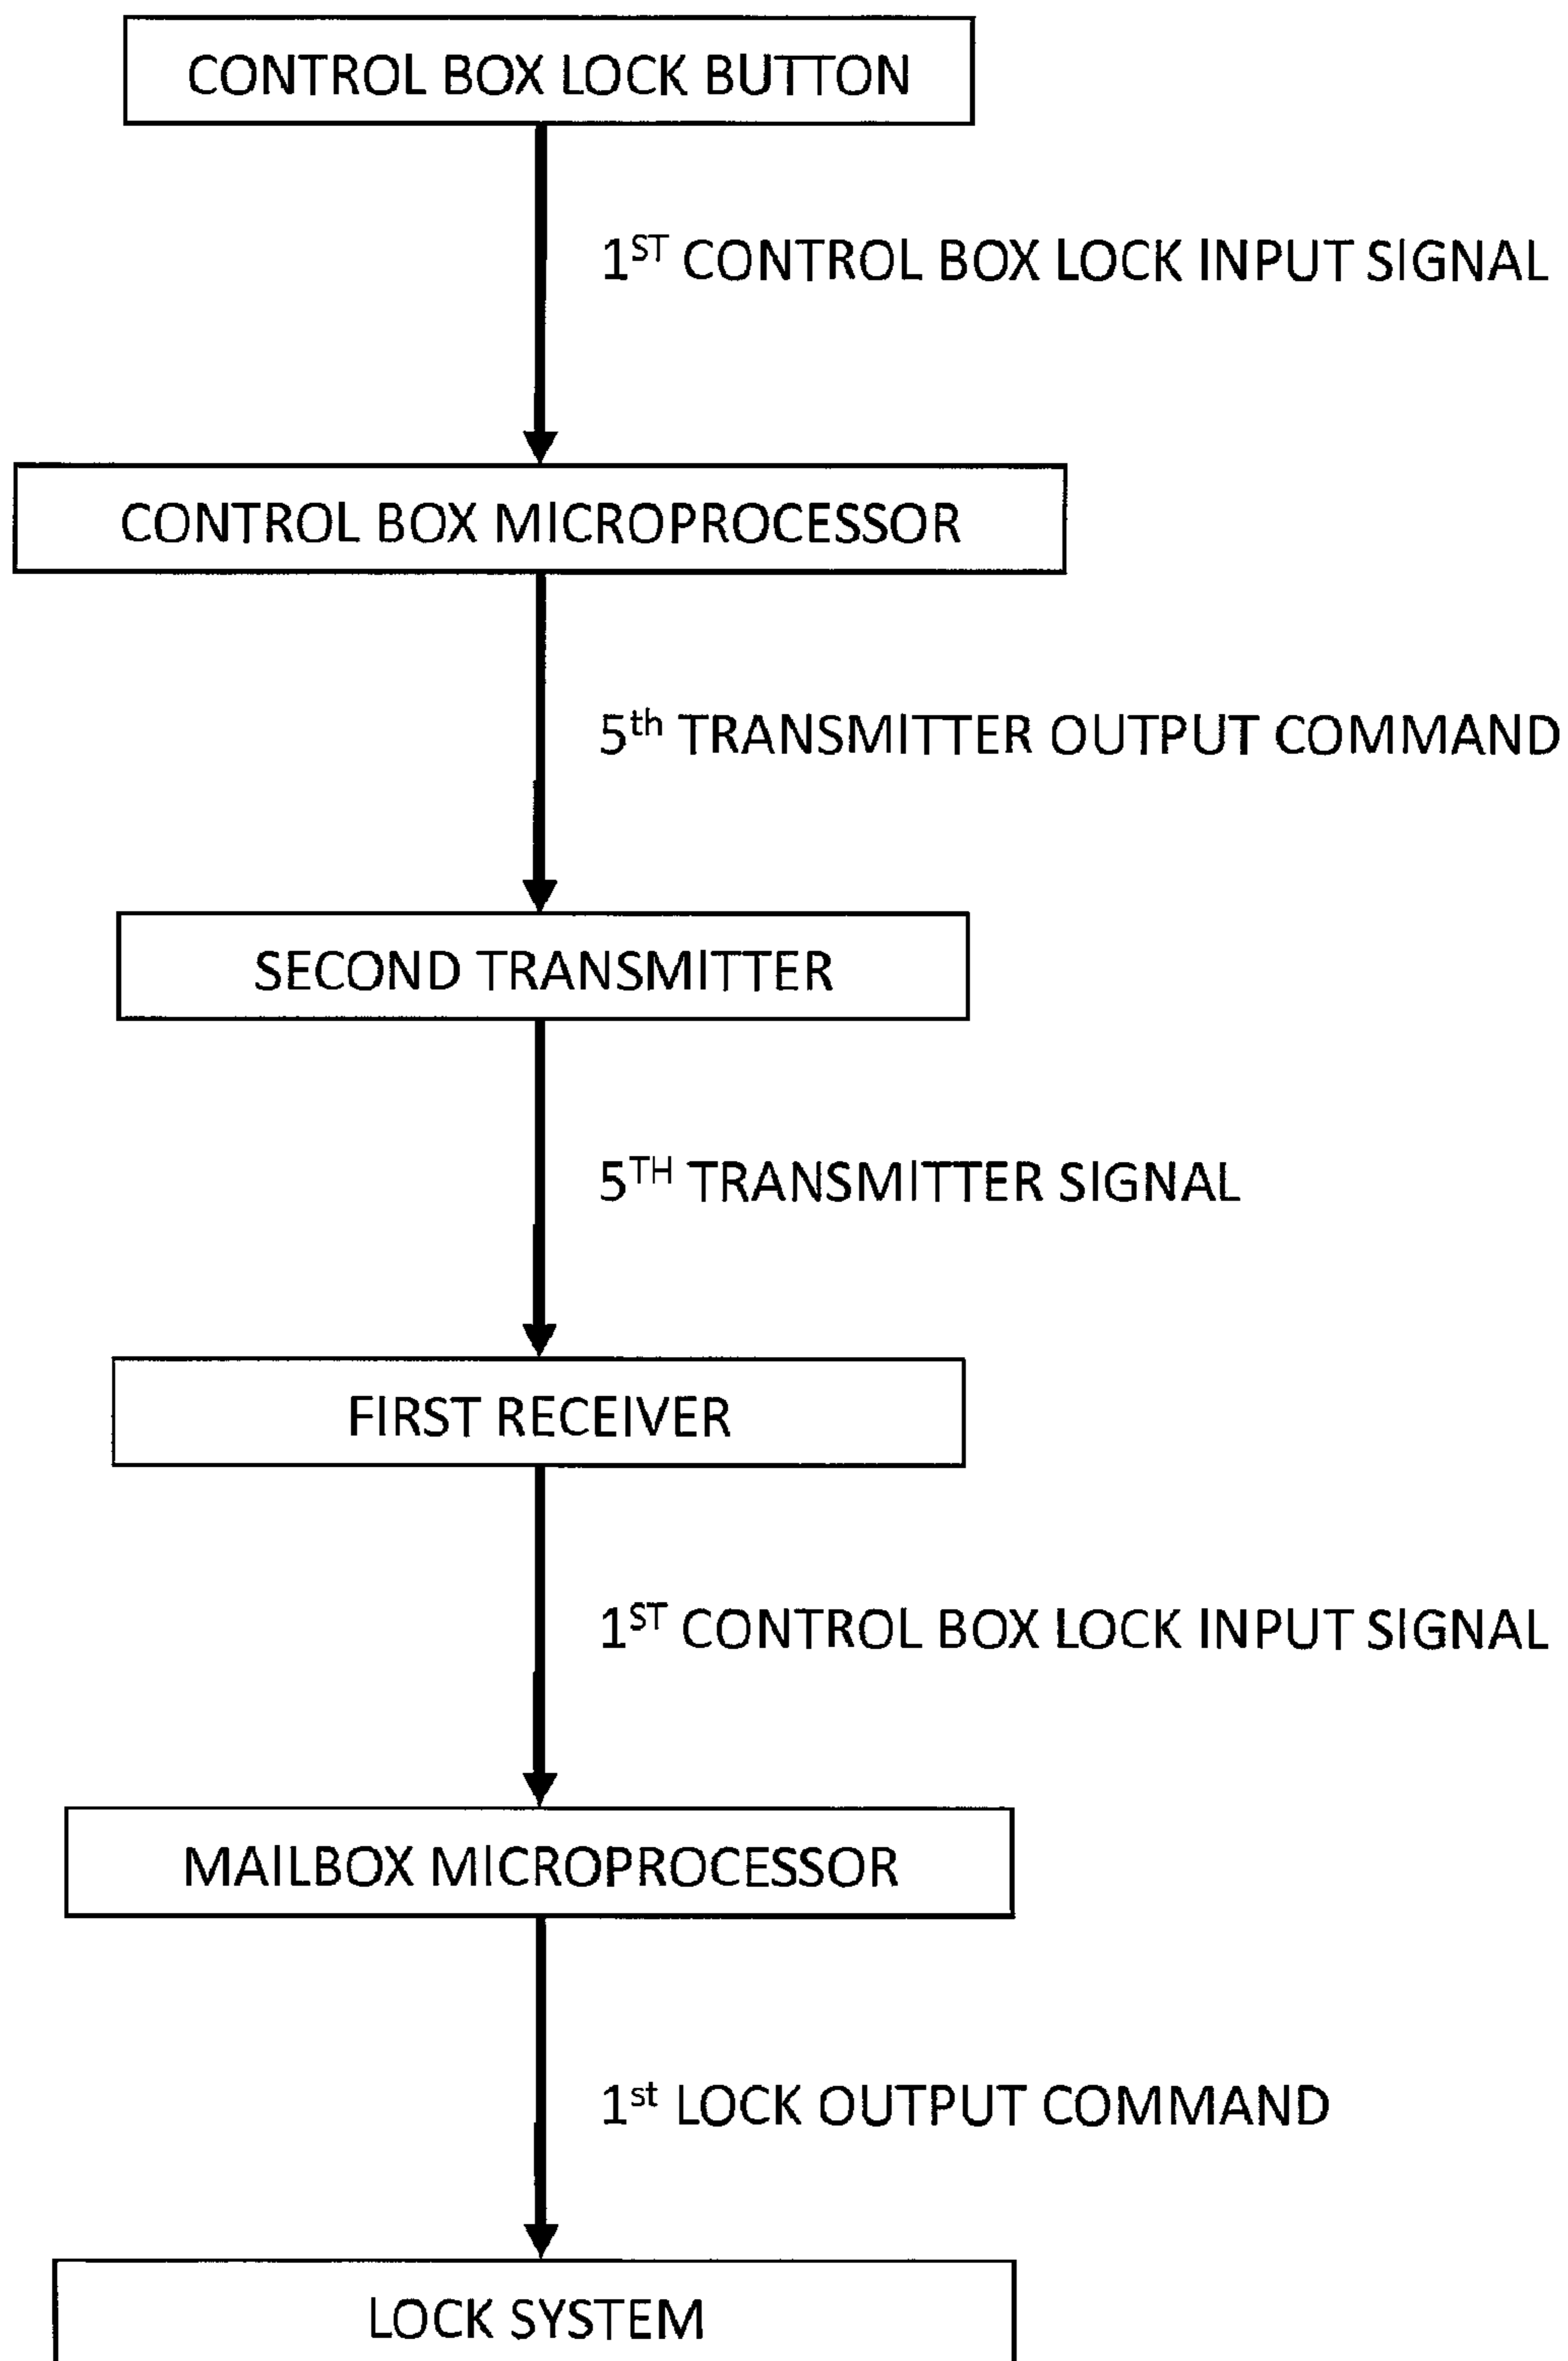 CONTROL BOX LOCK BUTTON
1ST CONTROL BOX LOCK INPUT SIGNAL
CONTROL BOX MICROPROCESSOR
5th TRANSMITTER OUTPUT COMMAND
SECOND TRANSMITTER
5TH TRANSMITTER SIGNAL
FIRST RECEIVER
1ST CONTROL BOX LOCK INPUT SIGNAL
MAILBOX MICROPROCESSOR
1st LOCK OUTPUT COMMAND
LOCK SYSTEM